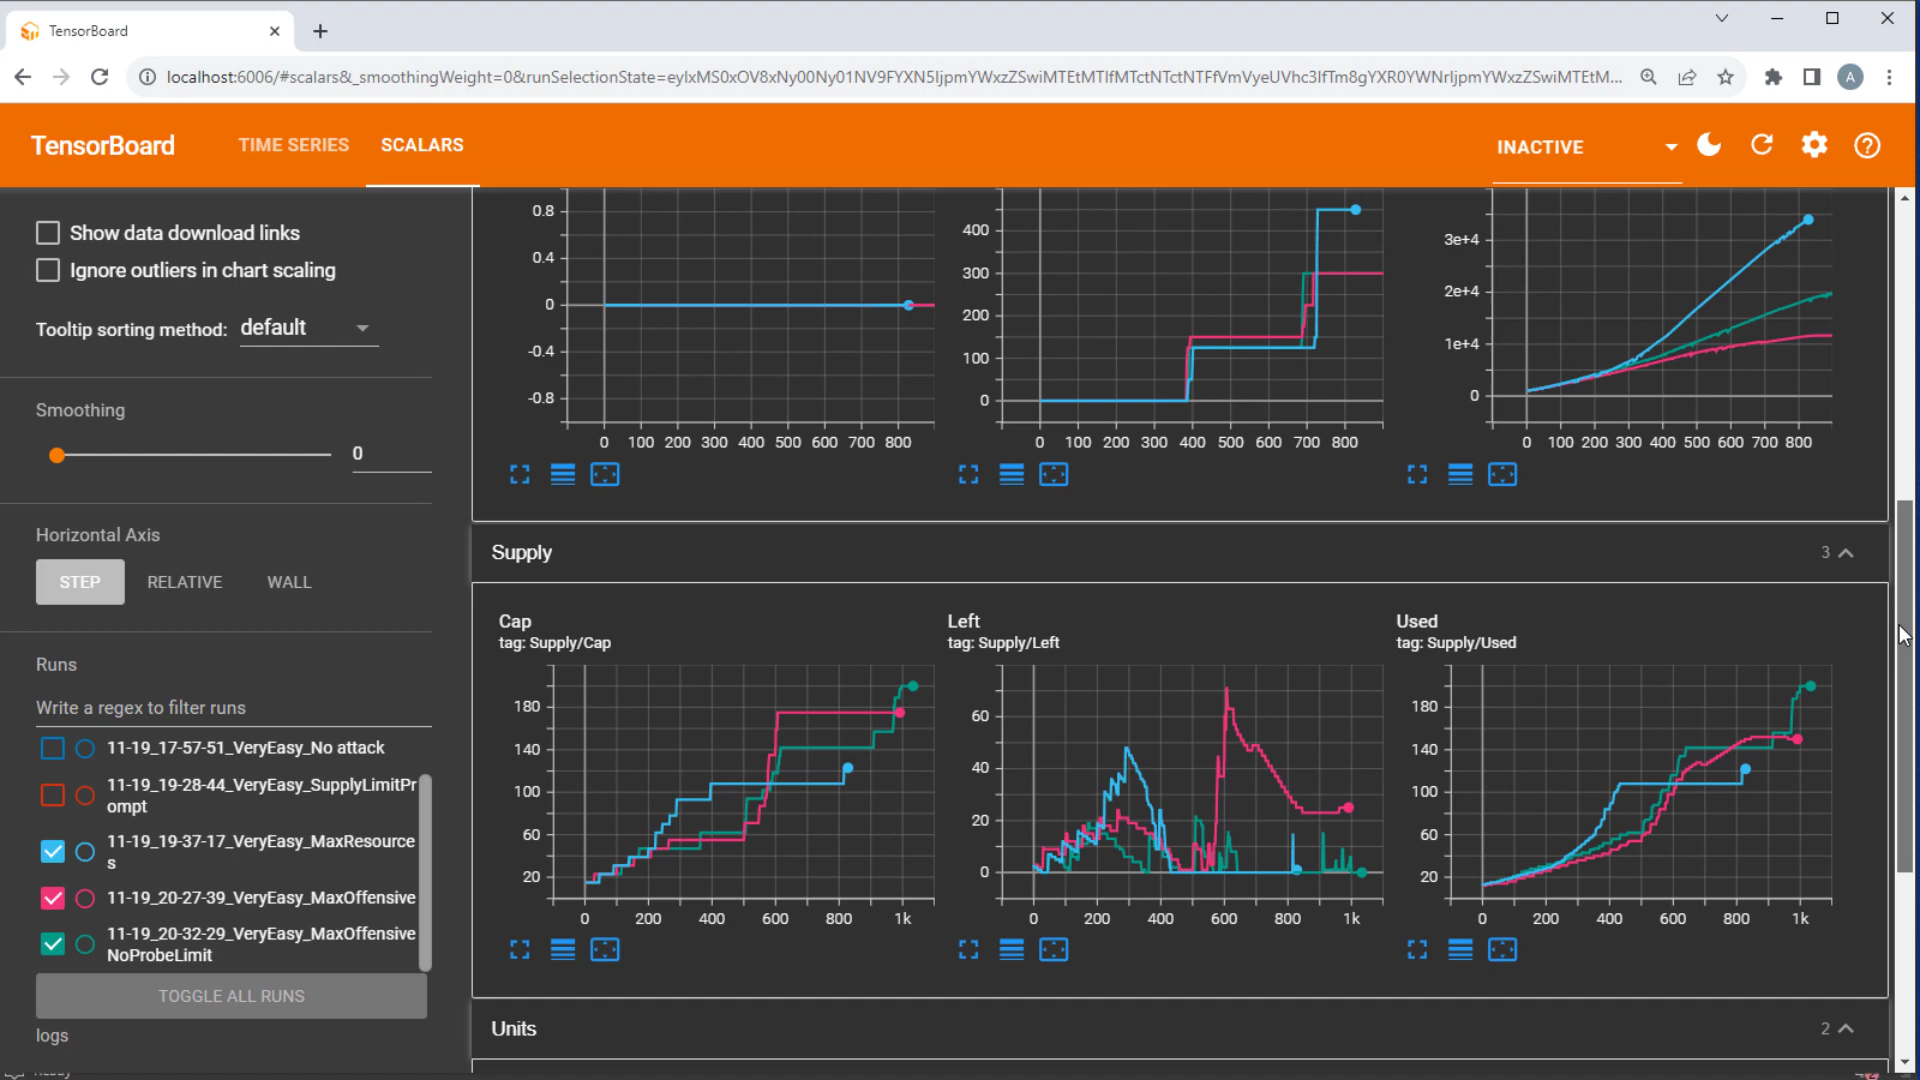 TensorBoard
localhost:6006/#scalars&_smoothingWeight=0&runSelectionState=eyIxMS0xOV8xNy00Ny01NV9FYXN5IjpmYWxzZSwiMTEtMTlfMTctNTctNTFfVmVyeUVhc3lfTm8gYXR0YWNrIjpmYWxzZSwiMTEtM...
A
TensorBoard
TIME SERIES
SCALARS
INACTIVE
Show data download links
Ignore outliers in chart scaling
Tooltip sorting method: default
Smoothing
0
Horizontal Axis
STEP
RELATIVE
WALL
Runs
Write a regex to filter runs
11-19_17-57-51_VeryEasy_No attack
11-19_19-28-44_VeryEasy_SupplyLimitPr
ompt
11-19_19-37-17_VeryEasy_MaxResource
s
11-19_20-27-39_VeryEasy_MaxOffensive
11-19_20-32-29_VeryEasy_MaxOffensive
NoProbeLimit
TOGGLE ALL RUNS
logs
0.8
0.4
0
-0.4
-0.8
0 100 200 300 400 500 600 700 800
400
300
200
100
0
0 100 200 300 400 500 600 700 800
3e+4
2e+4
1e+4
0
0 100 200 300 400 500 600 700 800
Supply
3
Cap
tag: Supply/Cap
180
140
100
60
20
0 200 400 600 800 1k
Left
tag: Supply/Left
60
40
20
0
0 200 400 600 800 1k
Used
tag: Supply/Used
180
140
100
60
20
0 200 400 600 800 1k
Units
2